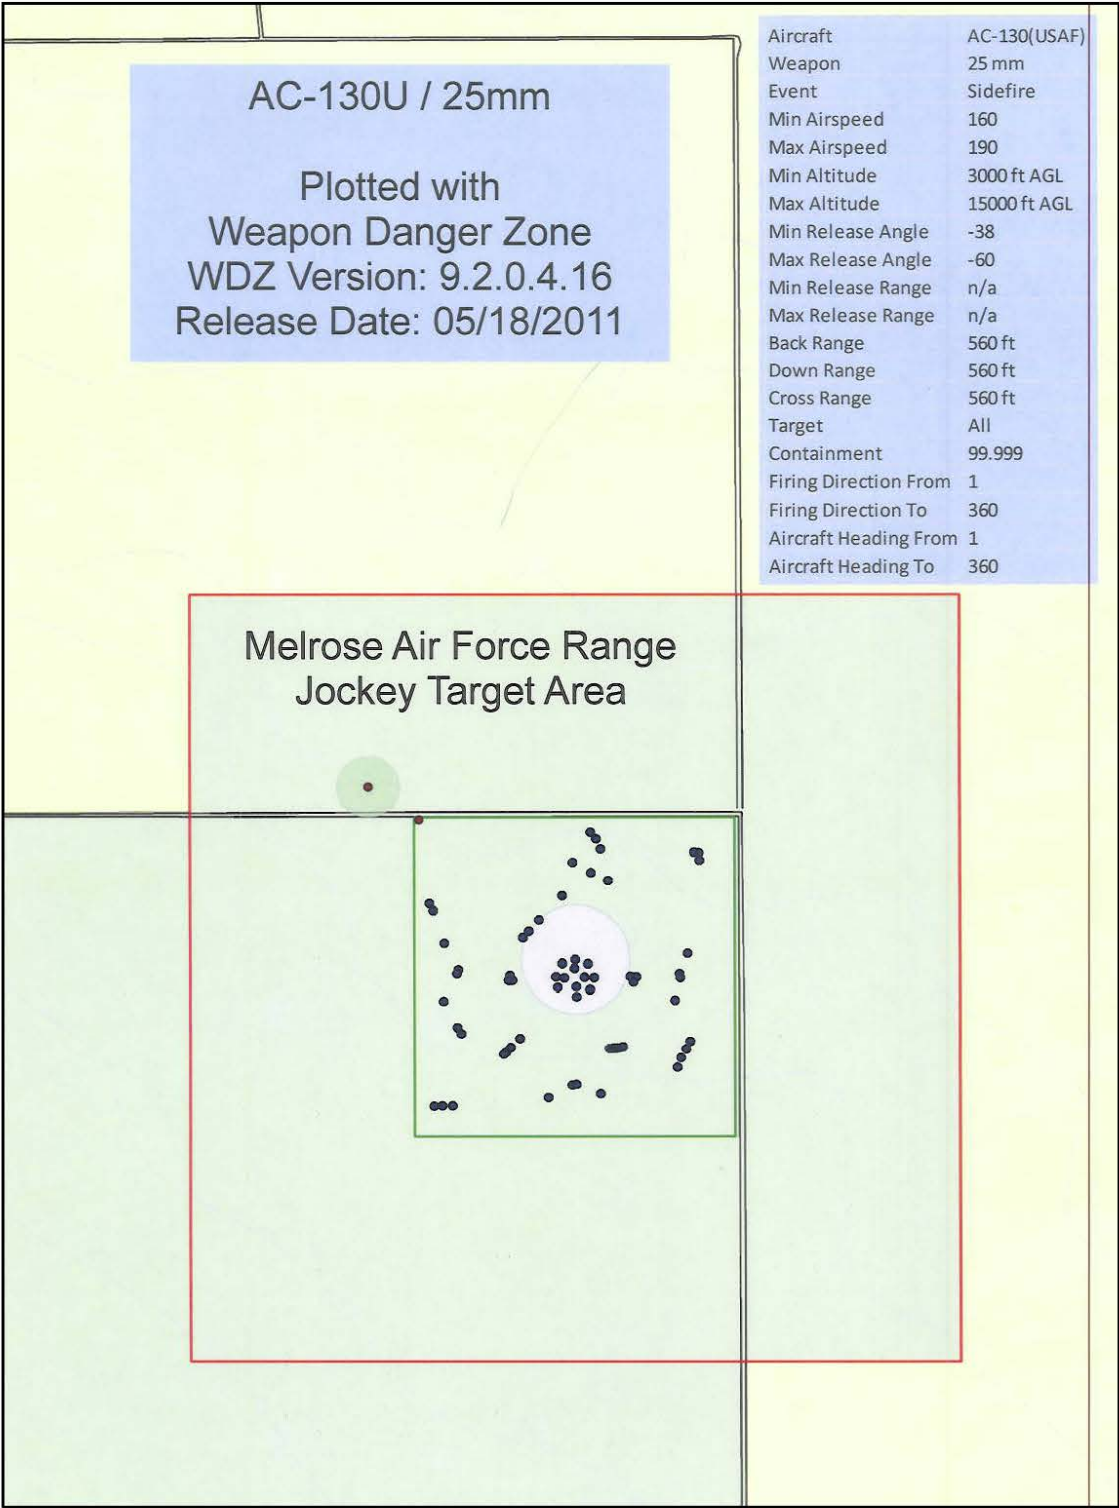 AC-130U / 25mm
Plotted with
Weapon Danger Zone
WDZ Version: 9.2.0.4.16
Release Date: 05/18/2011
Aircraft AC-130(USAF)
Weapon 25 mm
Event Sidefire
Min Airspeed 160
Max Airspeed 190
Min Altitude 3000 ft AGL
Max Altitude 15000 ft AGL
Min Release Angle -38
Max Release Angle -60
Min Release Range n/a
Max Release Range n/a
Back Range 560 ft
Down Range 560 ft
Cross Range 560 ft
Target All
Containment 99.999
Firing Direction From 1
Firing Direction To 360
Aircraft Heading From 1
Aircraft Heading To 360
Melrose Air Force Range
Jockey Target Area